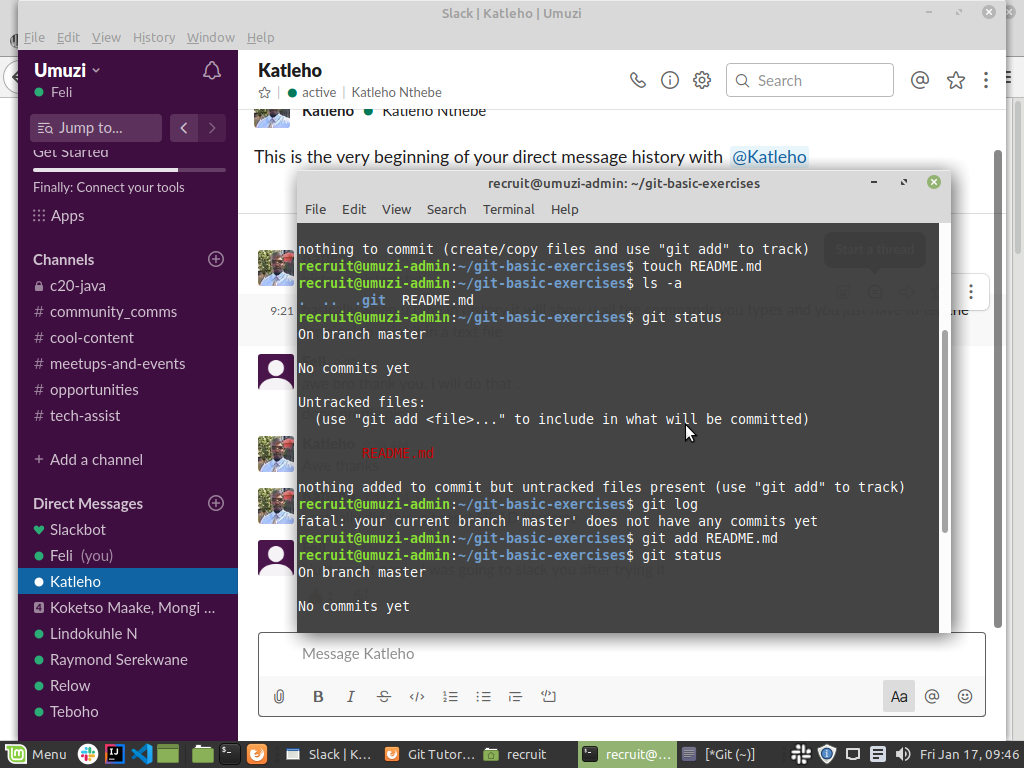 Slack | Katleho | Umuzi
File Edit View History Window Help
Umuzi
Feli
Jump to...
Get Started
Finally: Connect your tools
Apps
Channels
c20-java
# community_comms
# cool-content
# meetups-and-events
# opportunities
# tech-assist
+ Add a channel
Direct Messages
Slackbot
Feli (you)
Katleho
4 Koketso Maake, Mongi ...
Lindokuhle N
Raymond Serekwane
Relow
Teboho
Katleho
active | Katleho Nthebe
Search
Katleho Katleho Nthebe
This is the very beginning of your direct message history with @Katleho
9:21
recruit@umuzi-admin: ~/git-basic-exercises
File Edit View Search Terminal Help
Start a thread
nothing to commit (create/copy files and use "git add" to track)
recruit@umuzi-admin:~/git-basic-exercises$ touch README.md
recruit@umuzi-admin:~/git-basic-exercises$ ls -a
. .. .git README.md
recruit@umuzi-admin:~/git-basic-exercises$ git status
On branch master
No commits yet
Untracked files:
(use "git add <file>..." to include in what will be committed)
README.md
nothing added to commit but untracked files present (use "git add" to track)
recruit@umuzi-admin:~/git-basic-exercises$ git log
fatal: your current branch 'master' does not have any commits yet
recruit@umuzi-admin:~/git-basic-exercises$ git add README.md
recruit@umuzi-admin:~/git-basic-exercises$ git status
On branch master
No commits yet
Message Katleho
B I S Aa @
Menu
Slack | K...
Git Tutor...
recruit
recruit@...
[*Git (~)]
Fri Jan 17, 09:46